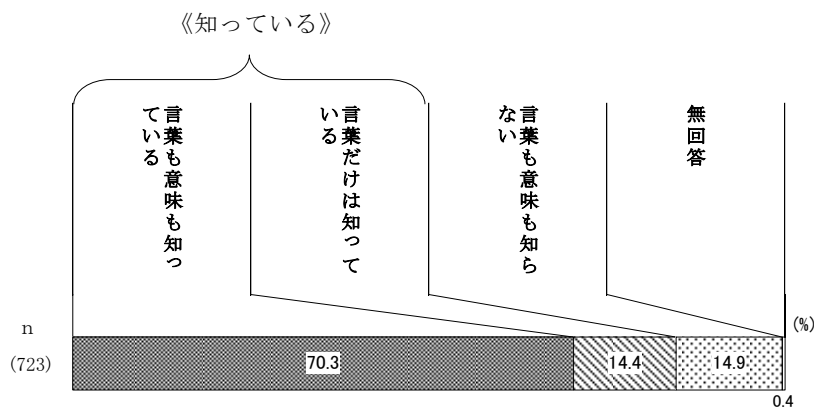 《知っている》
言葉も意味も知っ
ている
言葉だけは知って
いる
言葉も意味も知ら
ない
無回答
n
(%)
(723)
70.3
14.4
14.9
0.4